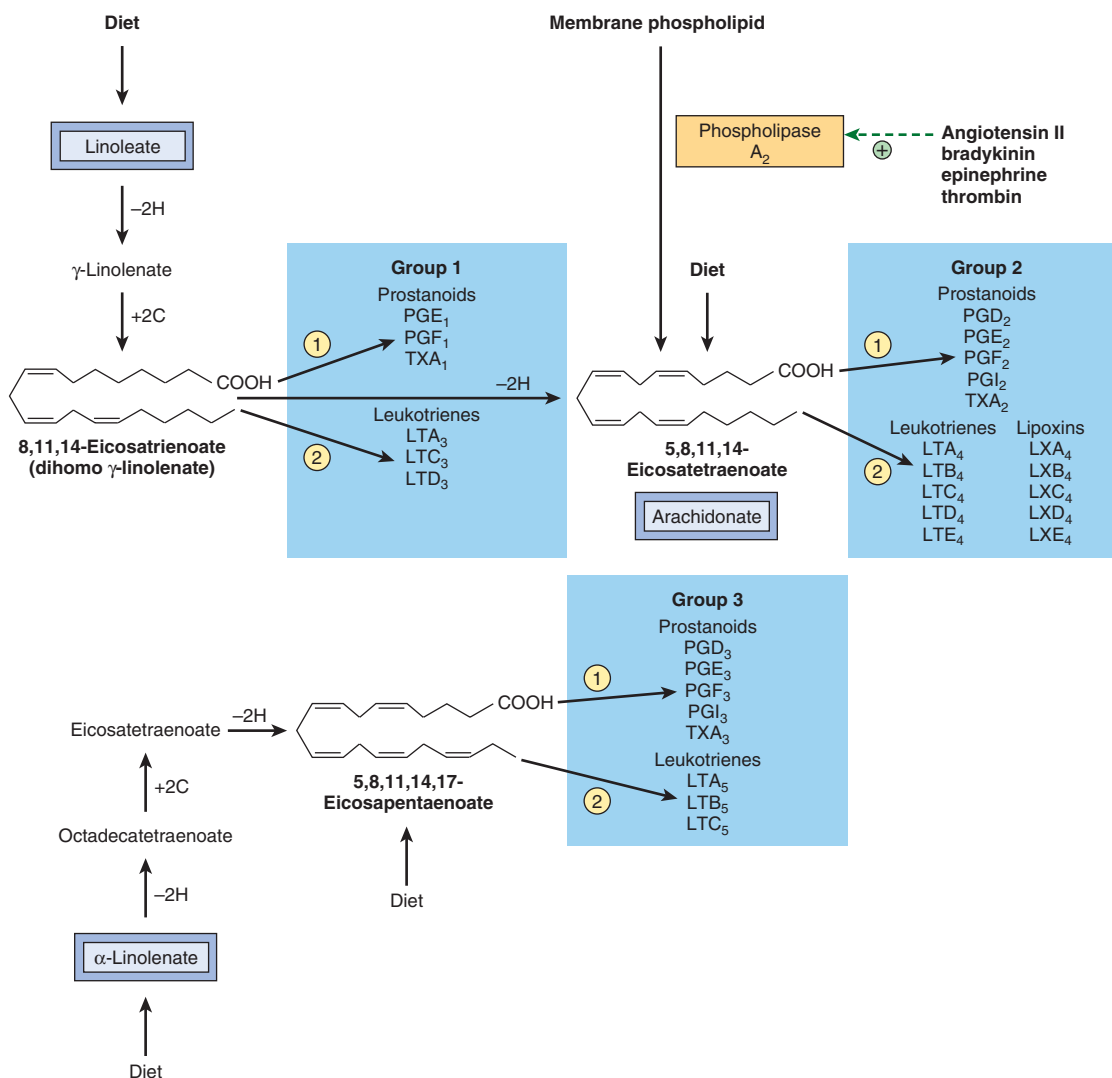 Diet
Linoleate
–2H
γ-Linolenate
+2C
COOH
8,11,14-Eicosatrienoate
(dihomo γ-linolenate)
Group 1
Prostanoids
PGE₁
PGF₁
TXA₁
1
–2H
Leukotrienes
LTA₃
LTC₃
LTD₃
2
Membrane phospholipid
Phospholipase
A₂
+
Angiotensin II
bradykinin
epinephrine
thrombin
Diet
COOH
5,8,11,14-
Eicosatetraenoate
Arachidonate
Group 2
Prostanoids
PGD₂
PGE₂
PGF₂
PGI₂
TXA₂
1
Leukotrienes
LTA₄
LTB₄
LTC₄
LTD₄
LTE₄
2
Lipoxins
LXA₄
LXB₄
LXC₄
LXD₄
LXE₄
Group 3
Prostanoids
PGD₃
PGE₃
PGF₃
PGI₃
TXA₃
1
Leukotrienes
LTA₅
LTB₅
LTC₅
2
Eicosatetraenoate
–2H
COOH
5,8,11,14,17-
Eicosapentaenoate
Diet
+2C
Octadecatetraenoate
–2H
α-Linolenate
Diet